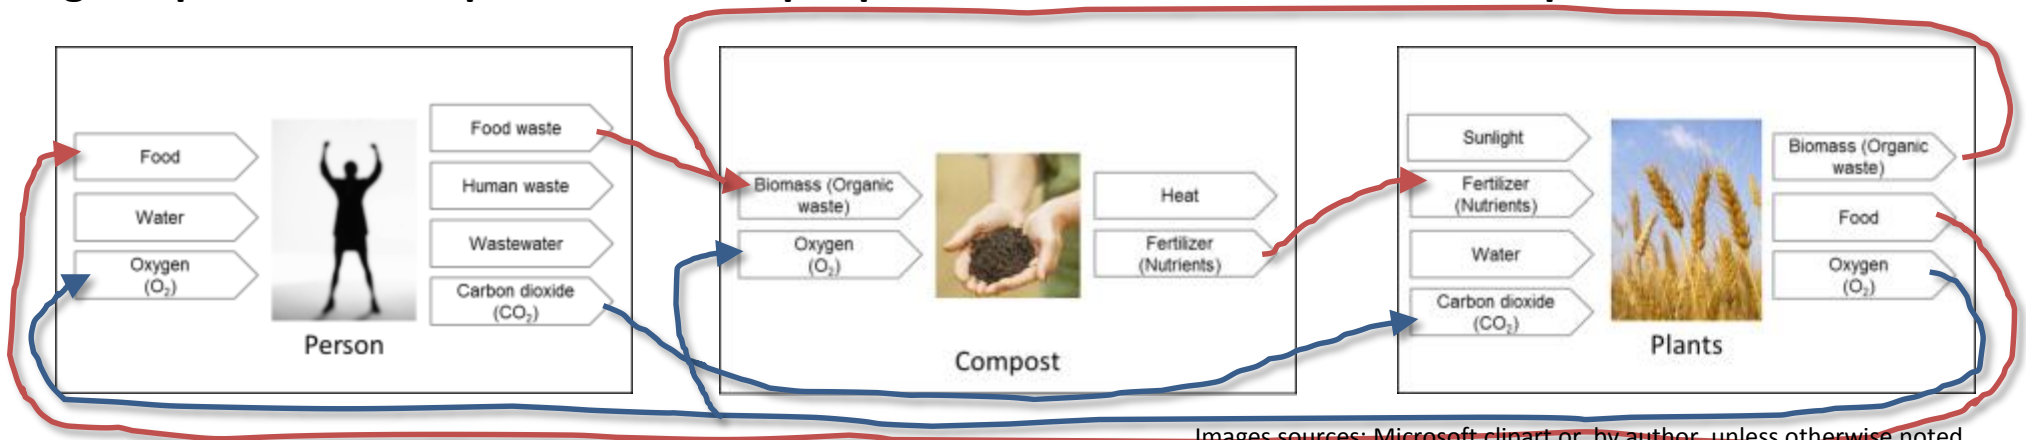 Food
Water
Oxygen
(O₂)
Food waste
Human waste
Wastewater
Carbon dioxide
(CO₂)
Person
Biomass (Organic
waste)
Oxygen
(O₂)
Heat
Fertilizer
(Nutrients)
Compost
Sunlight
Fertilizer
(Nutrients)
Water
Carbon dioxide
(CO₂)
Biomass (Organic
waste)
Food
Oxygen
(O₂)
Plants
Images sources: Microsoft clipart or by author, unless otherwise noted